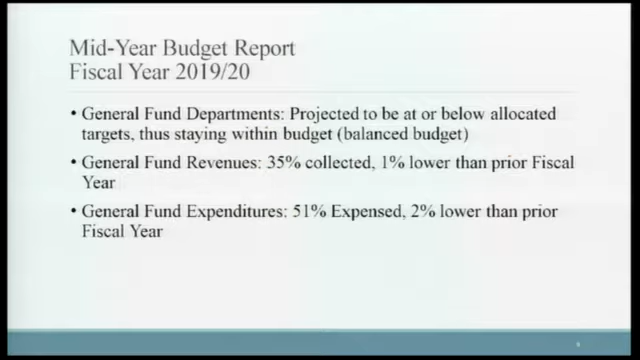 Mid-Year Budget Report
Fiscal Year 2019/20
• General Fund Departments: Projected to be at or below allocated
targets, thus staying within budget (balanced budget)
• General Fund Revenues: 35% collected, 1% lower than prior Fiscal
Year
• General Fund Expenditures: 51% Expensed, 2% lower than prior
Fiscal Year